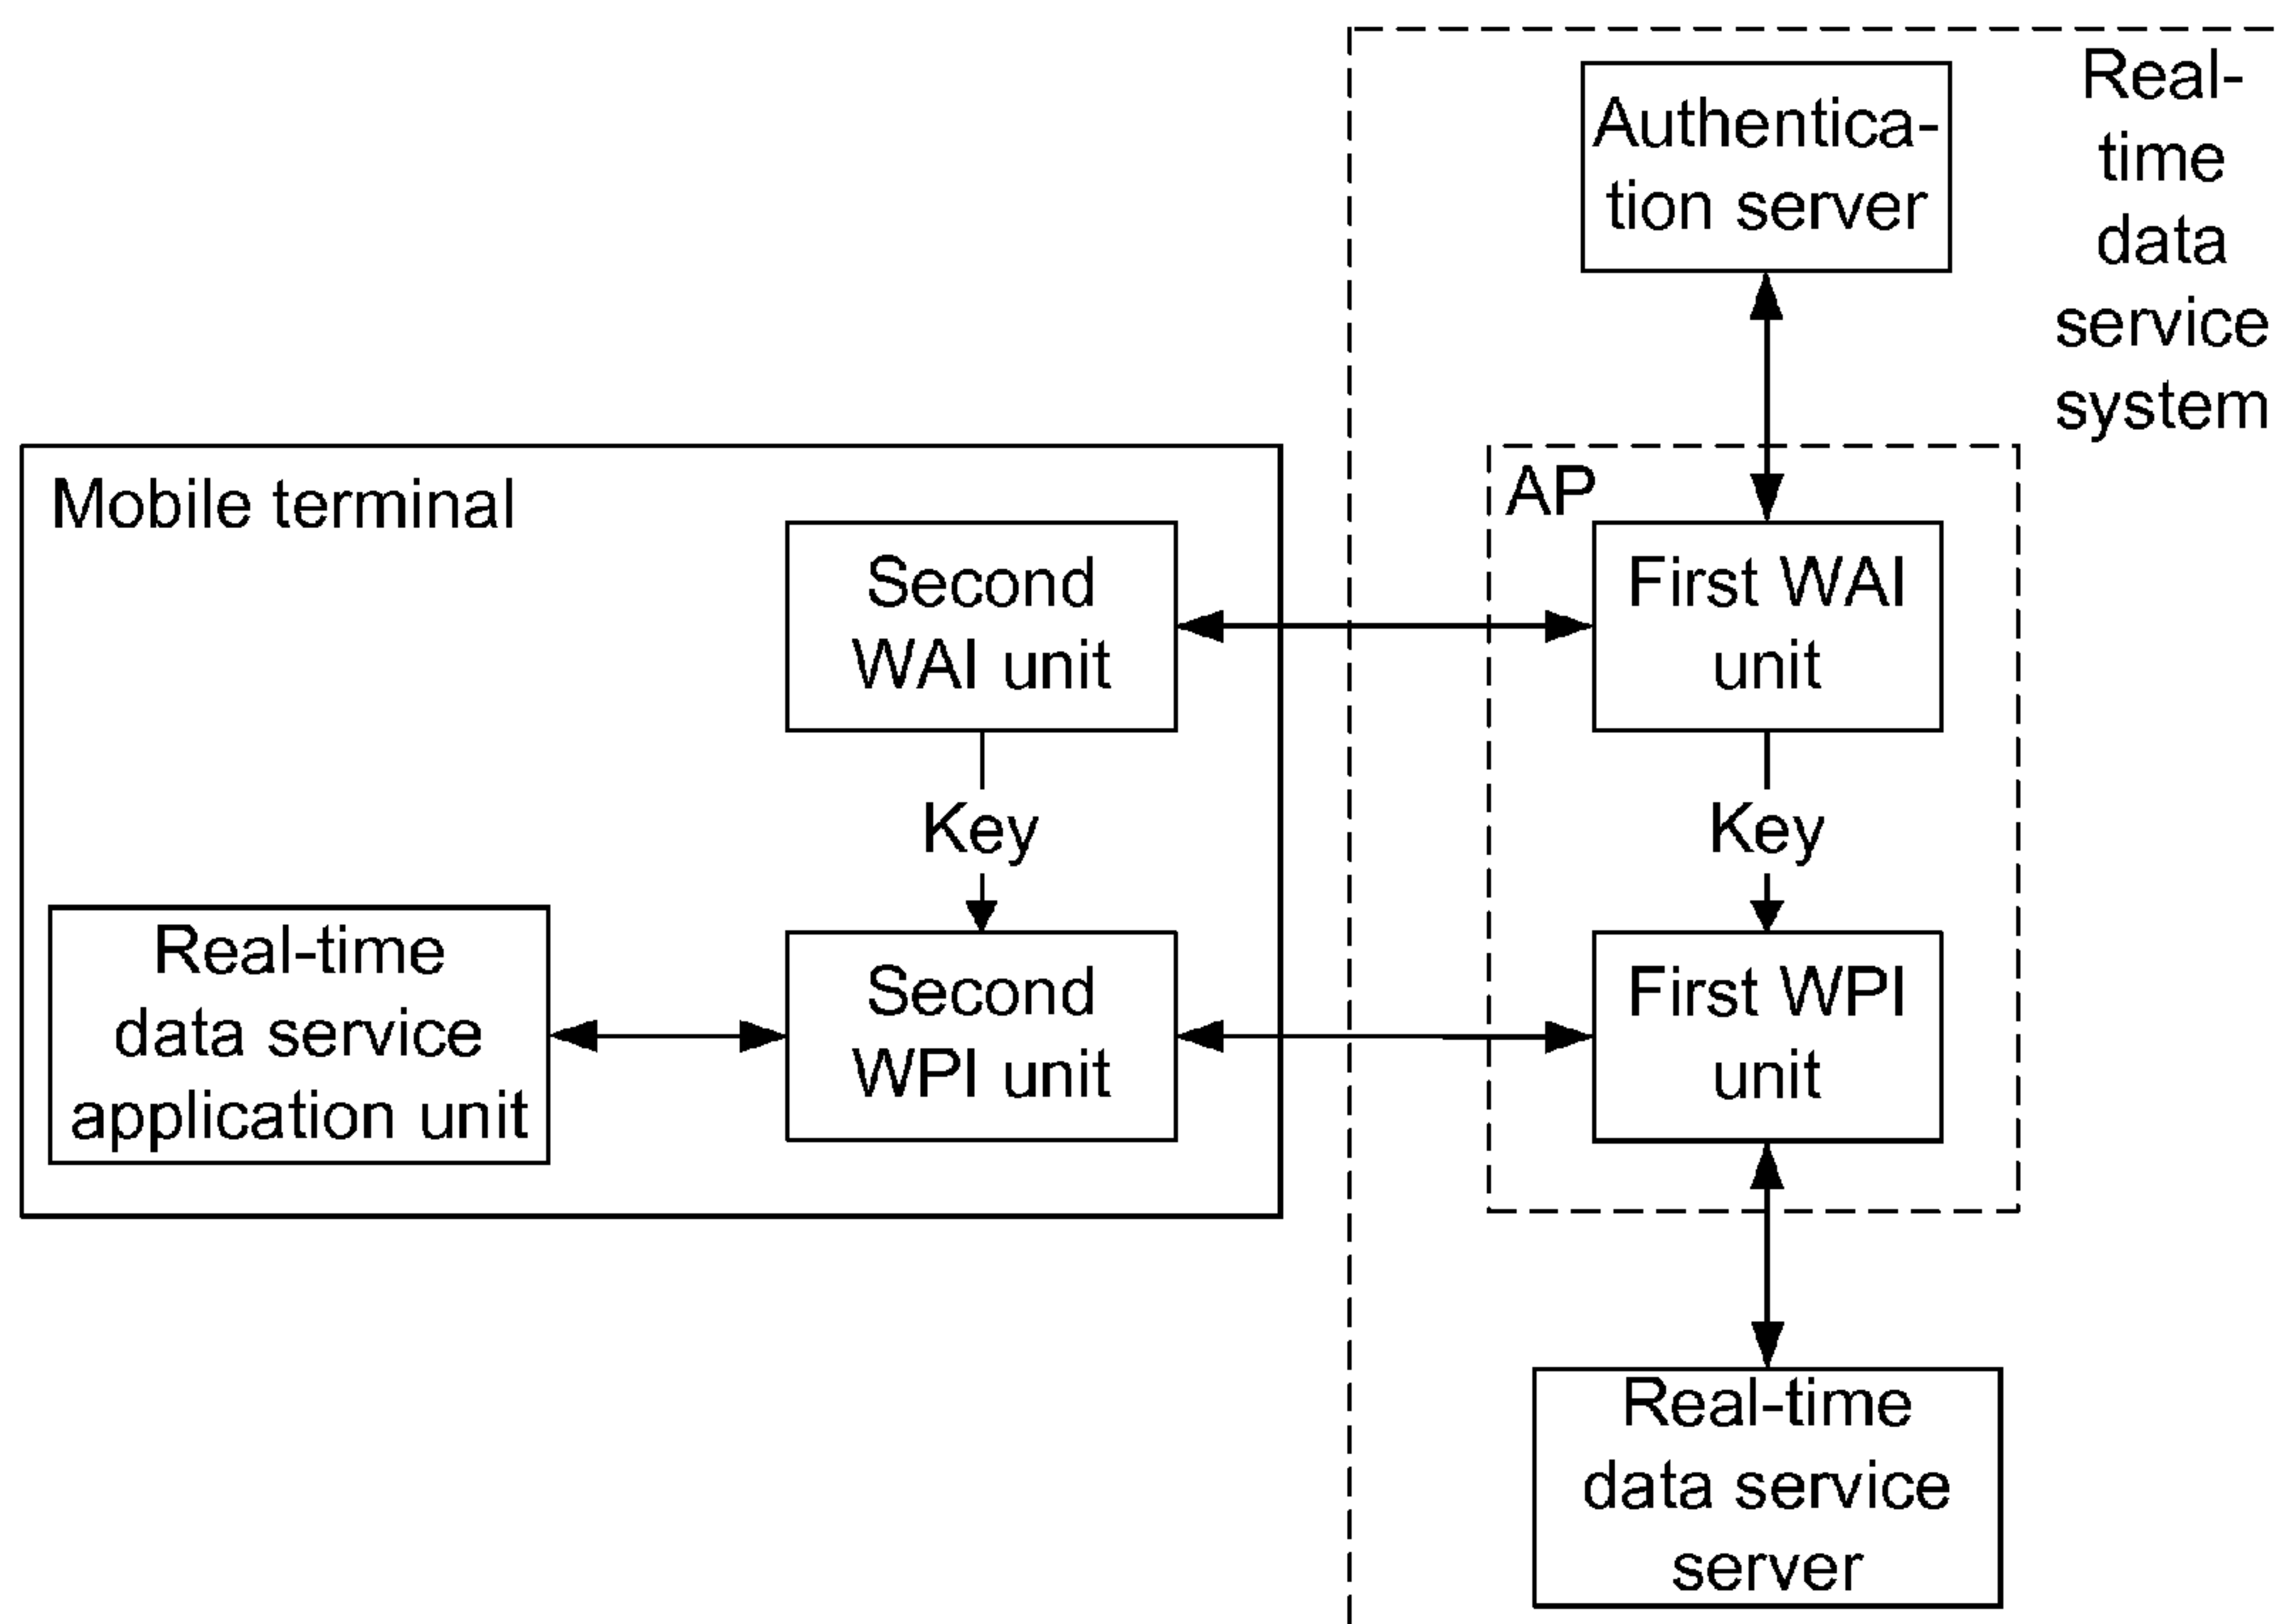 Real-
time
data
service
system
Authentica-
tion server
Mobile terminal
AP
Second
WAI unit
First WAI
unit
Key
Key
Real-time
data service
application unit
Second
WPI unit
First WPI
unit
Real-time
data service
server